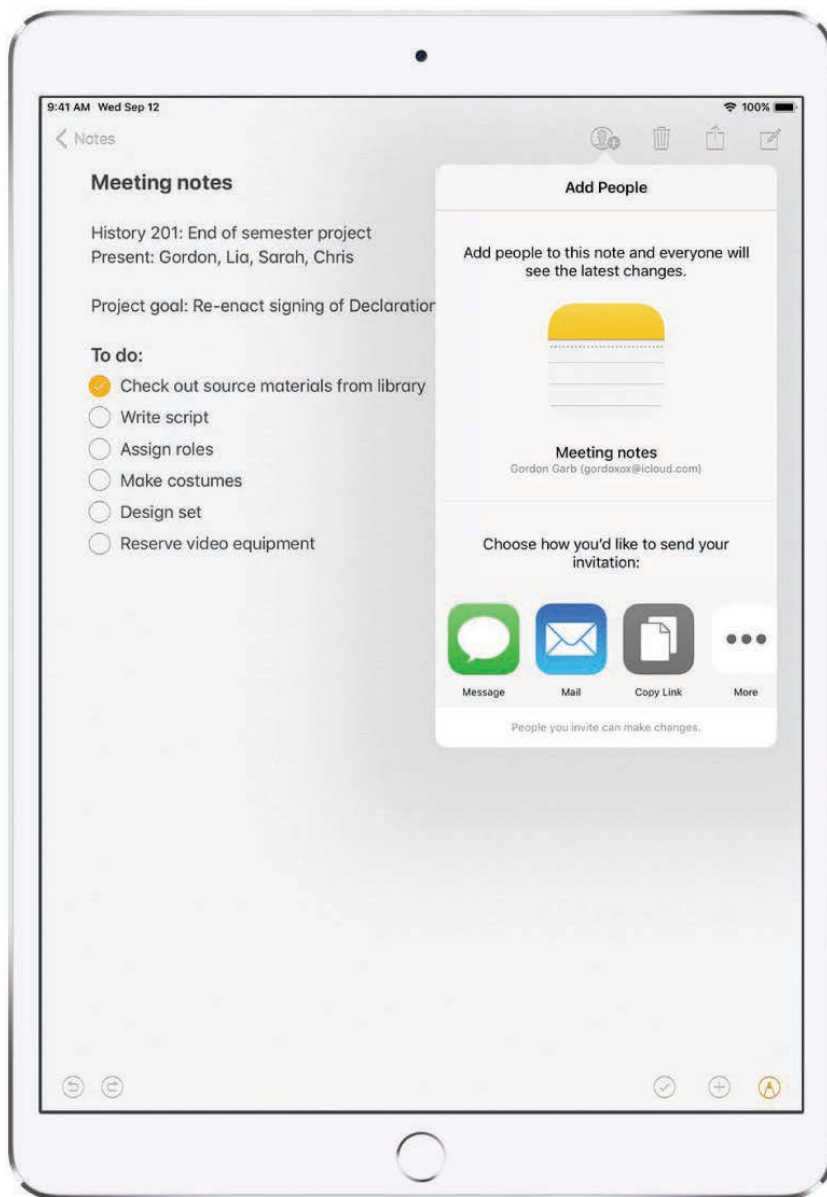 9:41 AM Wed Sep 12
100%
Notes
Meeting notes
History 201: End of semester project
Present: Gordon, Lia, Sarah, Chris
Project goal: Re-enact signing of Declaration
To do:
Check out source materials from library
Write script
Assign roles
Make costumes
Design set
Reserve video equipment
Add People
Add people to this note and everyone will
see the latest changes.
Meeting notes
Gordon Garb (gordoxox@icloud.com)
Choose how you'd like to send your
invitation:
Message
Mail
Copy Link
More
People you invite can make changes.